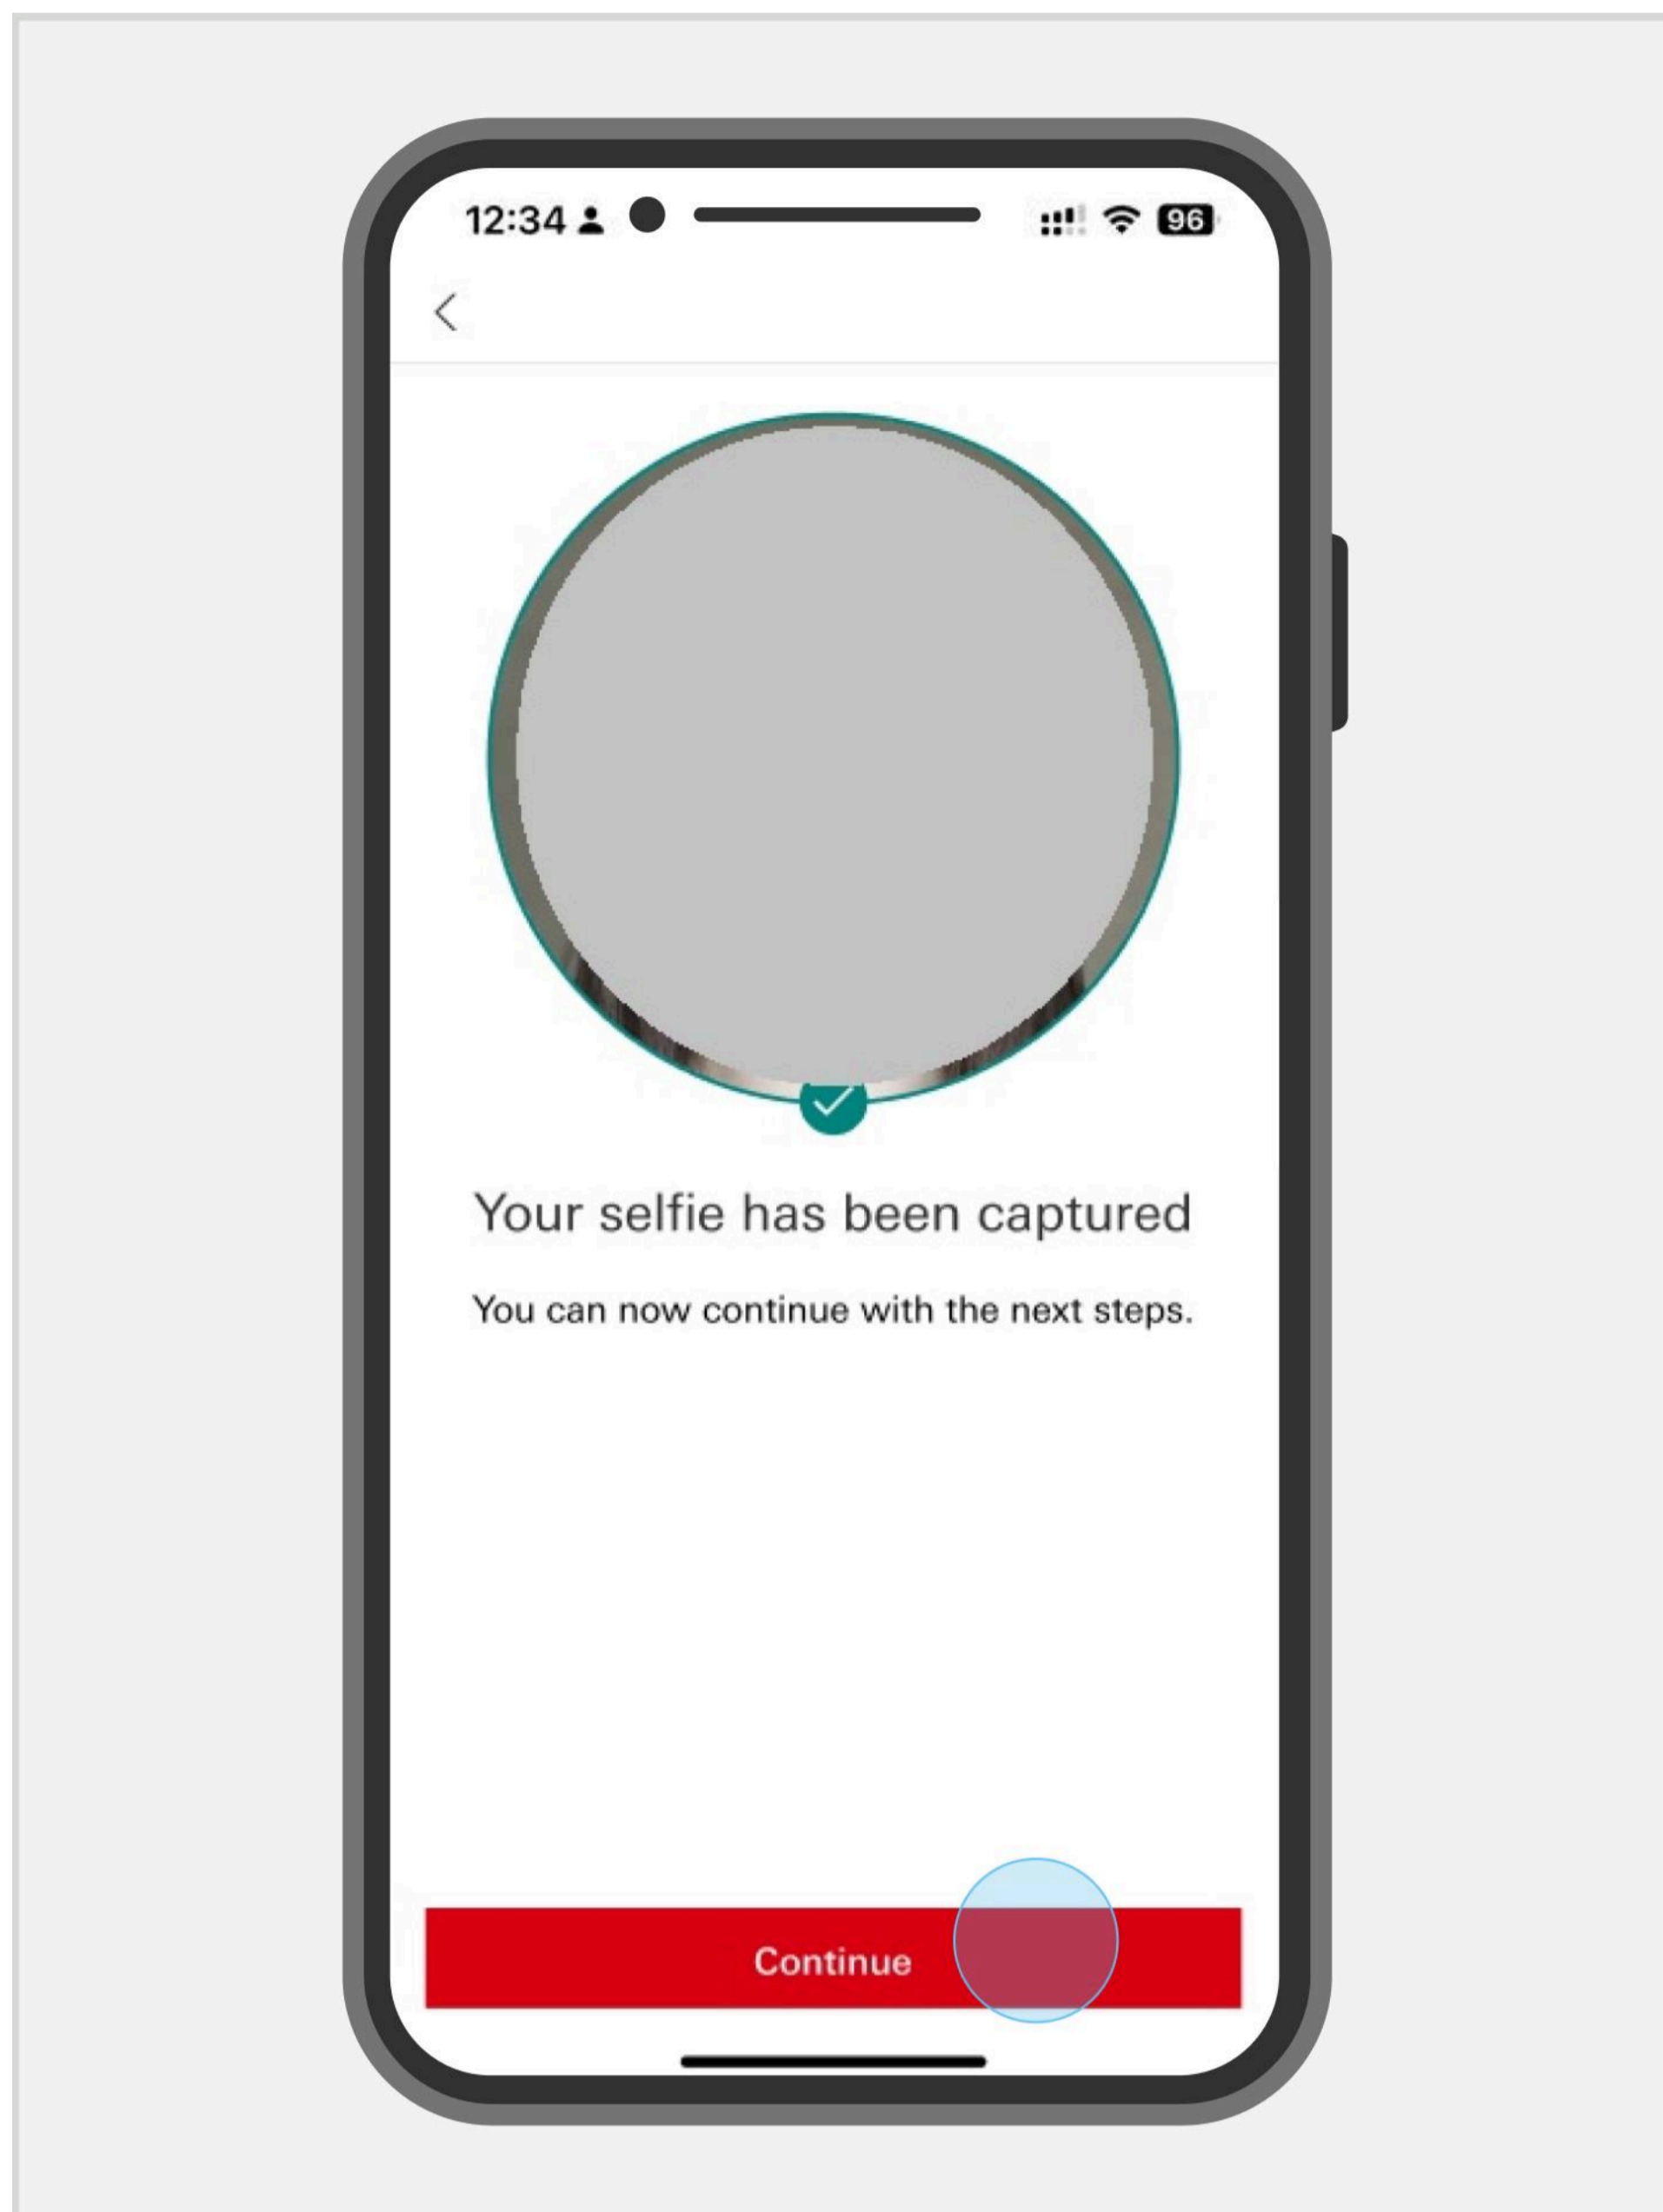 12:34
96
Your selfie has been captured
You can now continue with the next steps.
Continue